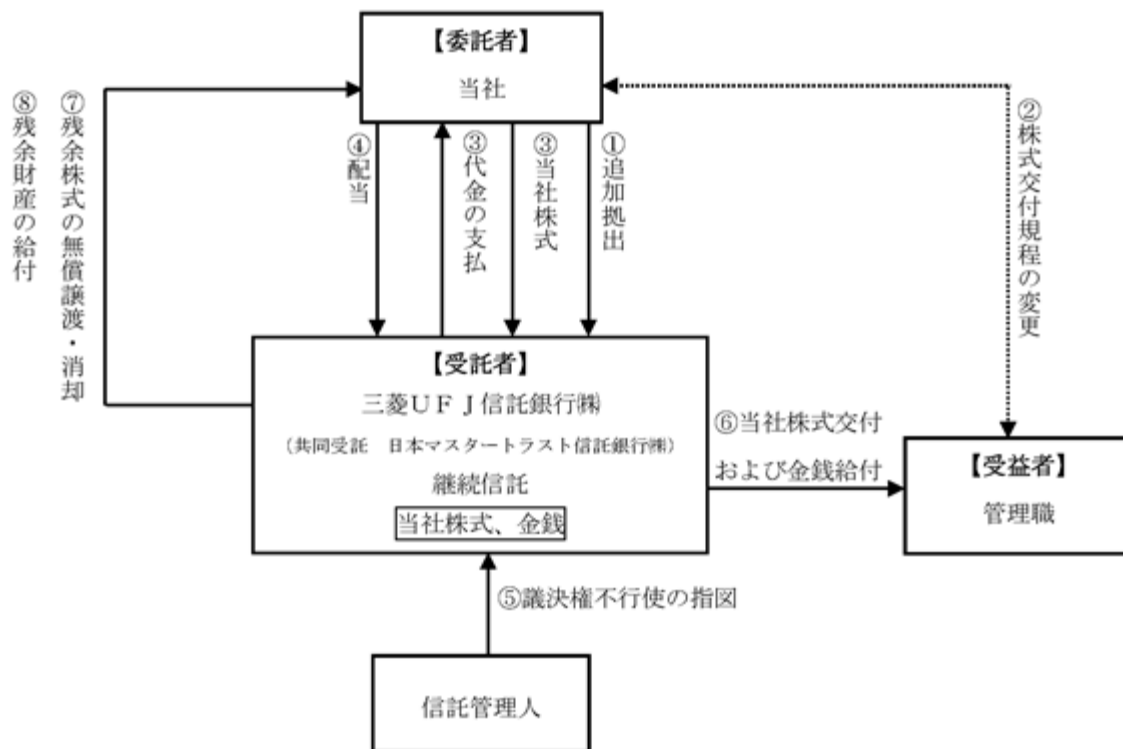 【委託者】
当社
⑧残余財産の給付
⑦残余株式の無償譲渡・消却
④配当
③代金の支払
③当社株式
①追加拠出
②株式交付規程の変更
【受託者】
三菱UFJ信託銀行㈱
(共同受託 日本マスタートラスト信託銀行㈱)
継続信託
当社株式、金銭
⑥当社株式交付
および金銭給付
【受益者】
管理職
⑤議決権不行使の指図
信託管理人